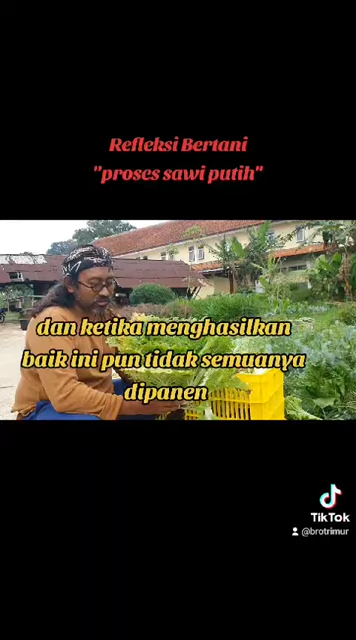 Refleksi Bertani
"proses sawi putih"
dan ketika menghasilkan
baik ini pun tidak semuanya
dipanen
TikTok
@brotrimur